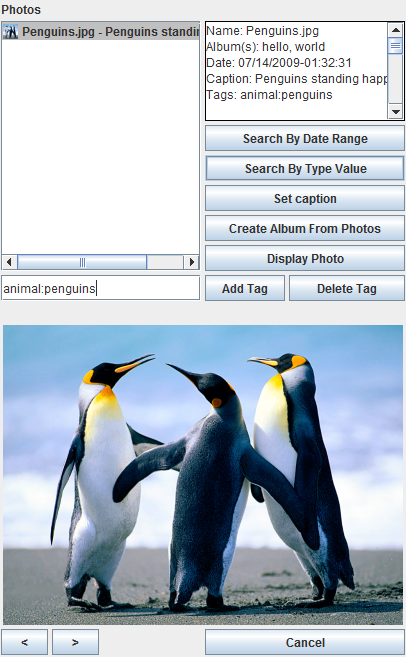 Photos
Penguins.jpg - Penguins standin
Name: Penguins.jpg
Album(s): hello, world
Date: 07/14/2009-01:32:31
Caption: Penguins standing happ
Tags: animal:penguins
Search By Date Range
Search By Type Value
Set caption
Create Album From Photos
Display Photo
animal:penguins
Add Tag
Delete Tag
<
>
Cancel